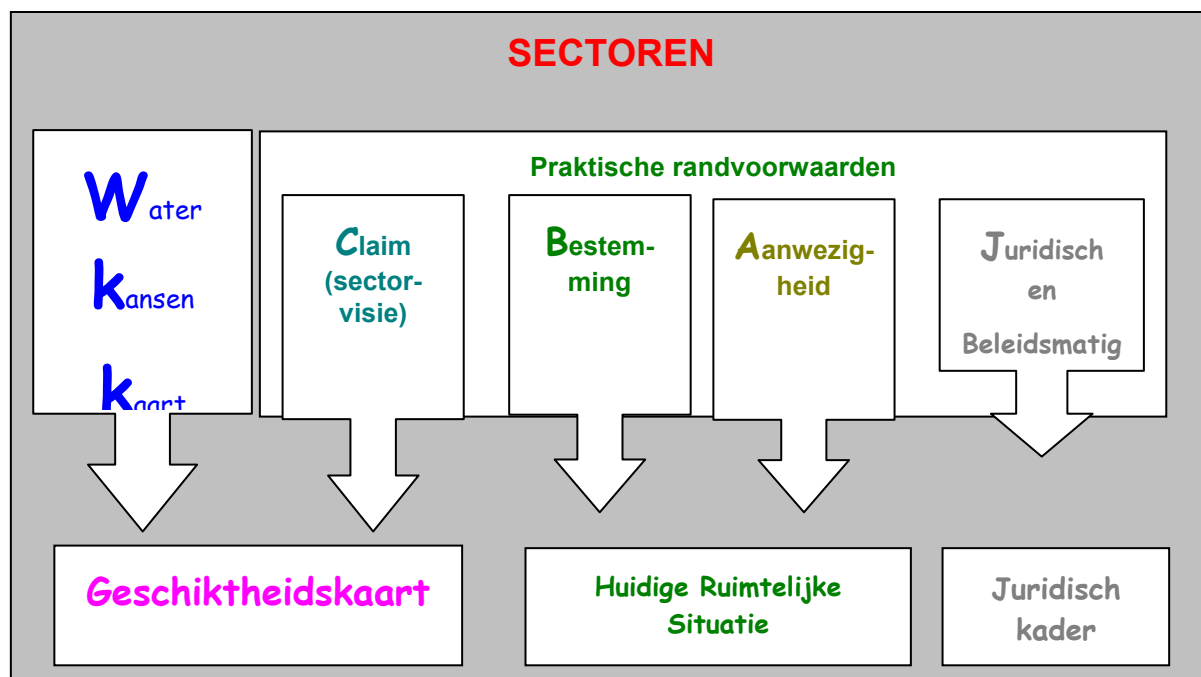 SECTOREN
Water
kansen
kaart
Praktische randvoorwaarden
Claim
(sector-
visie)
Bestem-
ming
Aanwezig-
heid
Juridisch
en
Beleidsmatig
Geschiktheidskaart
Huidige Ruimtelijke
Situatie
Juridisch
kader